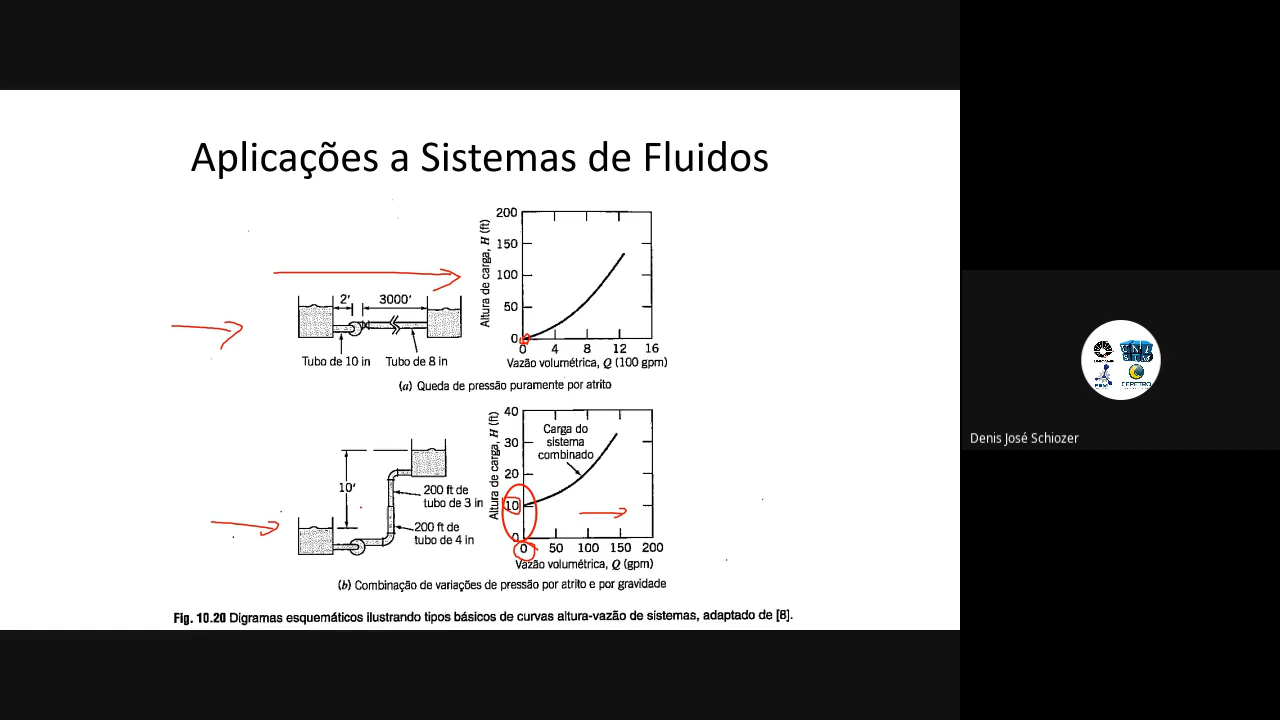 Aplicações a Sistemas de Fluidos
Altura de carga, H (ft)
200
150
100
50
0
0 4 8 12 16
Vazão volumétrica, Q (100 gpm)
2' 3000'
Tubo de 10 in Tubo de 8 in
(a) Queda de pressão puramente por atrito
Altura de carga, H (ft)
40
30
20
10
0
Carga do
sistema
combinado
0 50 100 150 200
Vazão volumétrica, Q (gpm)
10'
200 ft de
tubo de 3 in
200 ft de
tubo de 4 in
(b) Combinação de variações de pressão por atrito e por gravidade
Fig. 10.20 Digramas esquemáticos ilustrando tipos básicos de curvas altura-vazão de sistemas, adaptado de [8].
Denis José Schiozer